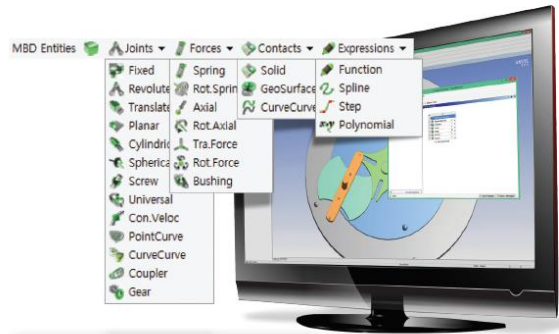 MBD Entities Joints Forces Contacts Expressions
Fixed
Revolute
Translate
Planar
Cylindric
Spherica
Screw
Universal
Con.Veloc
PointCurve
CurveCurve
Coupler
Gear
Spring
Rot.Sprin
Axial
Rot.Axial
Tra.Force
Rot.Force
Bushing
Solid
GeoSurface
CurveCurve
Function
Spline
Step
Polynomial